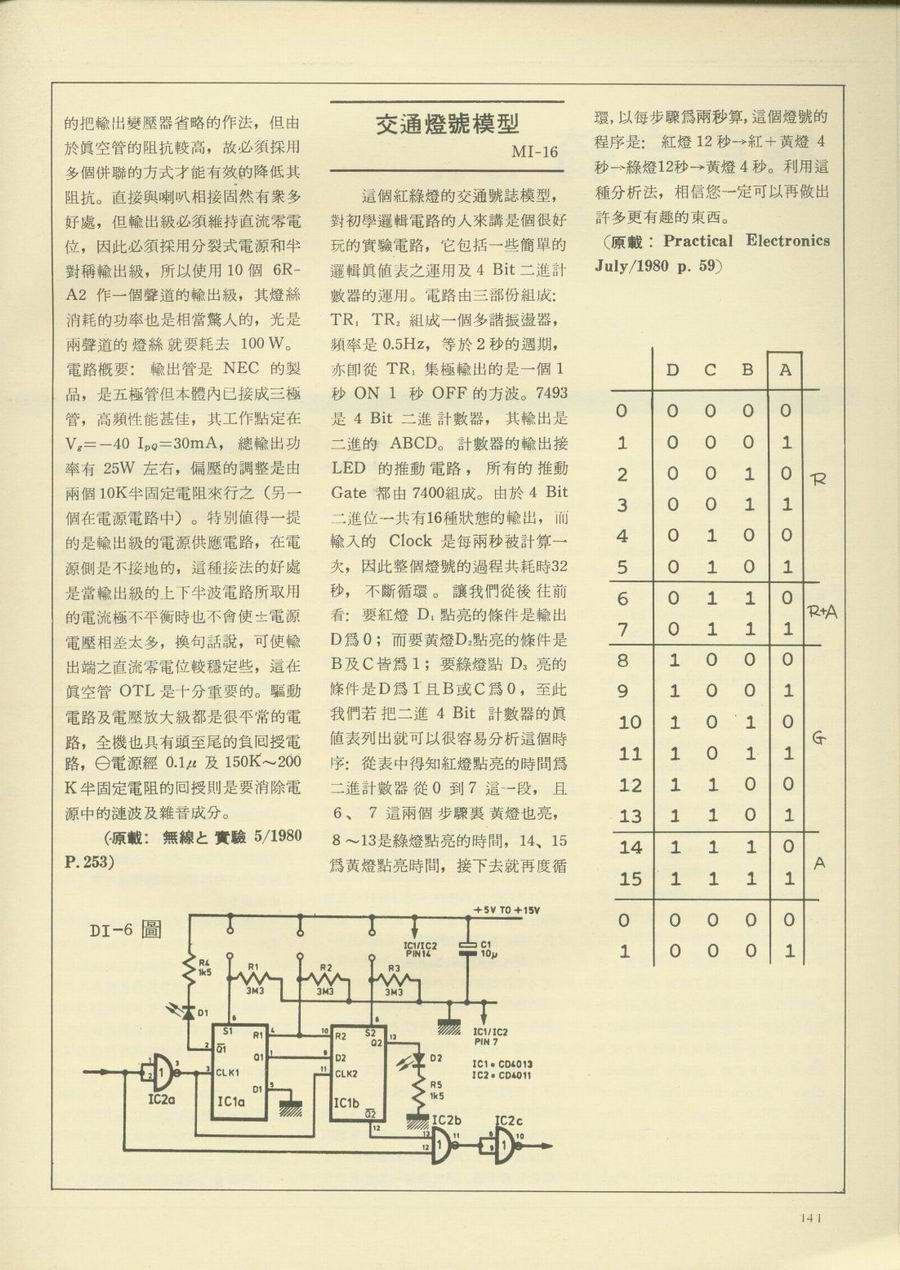 的把輸出變壓器省略的作法，但由
於眞空管的阻抗較高，故必須採用
多個併聯的方式才能有效的降低其
阻抗。直接與喇叭相接固然有衆多
好處，但輸出級必須維持直流零電
位，因此必須採用分裂式電源和半
對稱輸出級，所以使用10 個 6R-
A2 作一個聲道的輸出級，其燈絲
消耗的功率也是相當驚人的，光是
兩聲道的燈絲就要耗去 100 W。
電路概要： 輸出管是 NEC 的製
品，是五極管但本體內已接成三極
管，高頻性能甚佳，其工作點定在
Vg=−40 IPQ=30mA， 總輸出功
率有 25W 左右，偏壓的調整是由
兩個10K半固定電阻來行之（另一
個在電源電路中）。特別値得一提
的是輸出級的電源供應電路，在電
源側是不接地的，這種接法的好處
是當輸出級的上下半波電路所取用
的電流極不平衡時也不會使±電源
電壓相差太多，換句話說，可使輸
出端之直流零電位較穩定些，這在
眞空管 OTL 是十分重要的。驅動
電路及電壓放大級都是很平常的電
路，全機也具有頭至尾的負囘授電
路，⊖電源經 0.1μ 及 150K～200
K半固定電阻的囘授則是要消除電
源中的漣波及雜音成分。
（原載： 無線と實驗 5/1980
P. 253）
交通燈號模型
MI-16
這個紅綠燈的交通號誌模型，
對初學邏輯電路的人來講是個很好
玩的實驗電路，它包括一些簡單的
邏輯眞値表之運用及 4 Bit 二進計
數器的運用。電路由三部份組成：
TR₁ TR₂ 組成一個多諧振盪器，
頻率是 0.5Hz，等於2秒的週期，
亦卽從 TR₁ 集極輸出的是一個1
秒 ON 1 秒 OFF的方波。7493
是 4 Bit 二進計數器， 其輸出是
二進的 ABCD。計數器的輸出接
LED 的推動電路，所有的推動
Gate 都由 7400組成。由於 4 Bit
二進位一共有16種狀態的輸出，而
輸入的 Clock 是每兩秒被計算一
次，因此整個燈號的過程共耗時32
秒， 不斷循環。 讓我們從後往前
看： 要紅燈 D₁ 點亮的條件是輸出
D爲0；而要黃燈D₂點亮的條件是
B及C皆爲1；要綠燈點 D₃ 亮的
條件是D爲1且B或C爲0，至此
我們若把二進 4 Bit 計數器的眞
値表列出就可以很容易分析這個時
序：從表中得知紅燈點亮的時間爲
二進計數器從0 到7 這一段， 且
6、 7 這兩個步驟裏黃燈也亮，
8～13是綠燈點亮的時間，14、15
爲黃燈點亮時間，接下去就再度循
環，以每步驟爲兩秒算，這個燈號的
程序是： 紅燈 12 秒→紅＋黃燈 4
秒→綠燈12秒→黃燈 4 秒。利用這
種分析法，相信您一定可以再做出
許多更有趣的東西。
（原載：Practical Electronics
July/1980 p. 59）
D C B A
0 0 0 0 0
1 0 0 0 1
2 0 0 1 0 R
3 0 0 1 1
4 0 1 0 0
5 0 1 0 1
6 0 1 1 0 R+A
7 0 1 1 1
8 1 0 0 0
9 1 0 0 1
10 1 0 1 0 G
11 1 0 1 1
12 1 1 0 0
13 1 1 0 1
14 1 1 1 0 A
15 1 1 1 1
0 0 0 0 0
1 0 0 0 1
DI-6 圖
+5V TO +15V
IC1/IC2
PIN14
C1
10μ
R4
1k5
R1
3M3
R2
3M3
R3
3M3
D1
IC1/IC2
PIN 7
IC1 = CD4013
IC2 = CD4011
6
S1
R1
4
2
Q̅1
Q1
1
3
CLK1
D1
5
IC1a
6
10
R2
S2
Q2
13
9
D2
11
CLK2
IC1b
Q̅2
12
D2
R5
1k5
1
2
1
3
IC2a
IC2b
13
12
1
11
IC2c
8
9
1
10
141